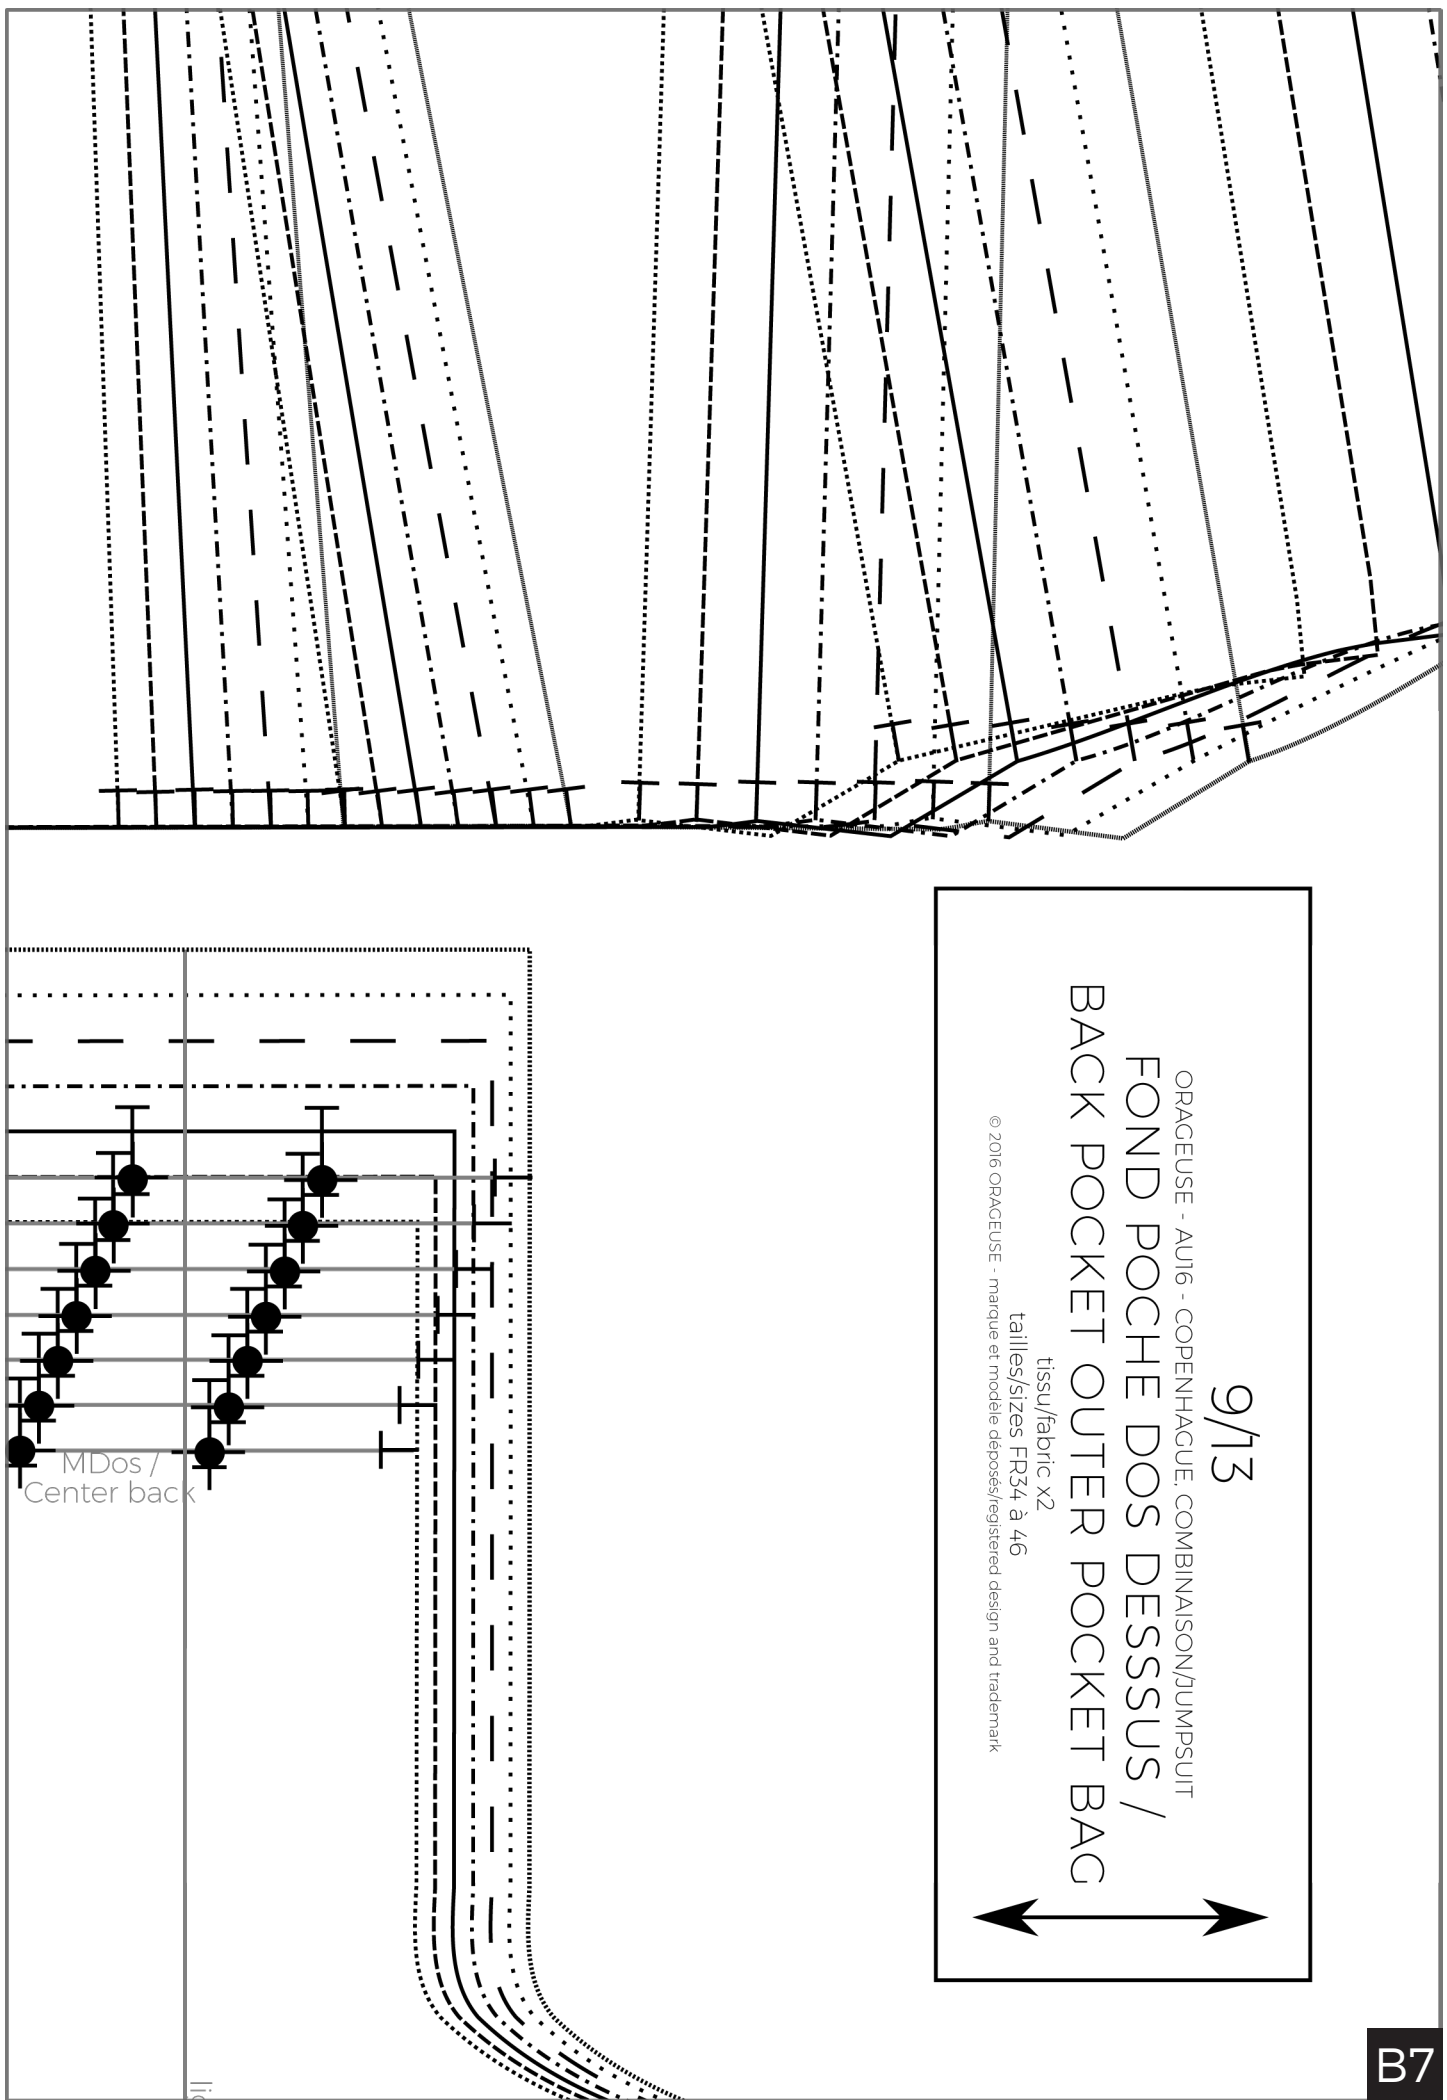 9/13
ORAGEUSE - AU16 - COPENHAGUE, COMBINAISON/JUMPSUIT
FOND POCHE DOS DESSSUS /
BACK POCKET OUTER POCKET BAG
tissu/fabric x2
tailles/sizes FR34 à 46
© 2016 ORAGEUSE - marque et modèle déposés/registered design and trademark
MDos /
Center back
B7